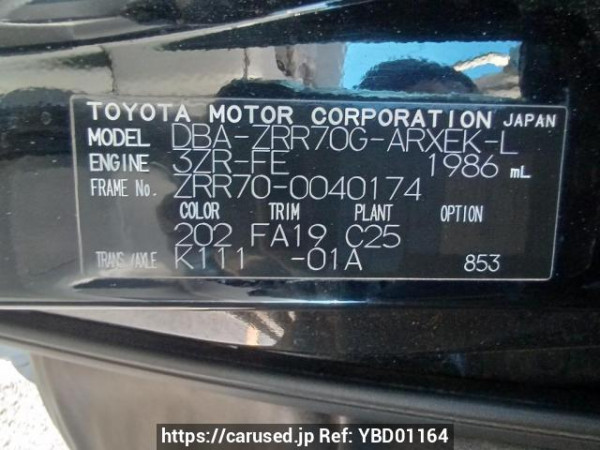 TOYOTA MOTOR CORPORATION JAPAN
MODEL DBA-ZRR70G-ARXEK-L
ENGINE 3ZR-FE 1986 mL
FRAME No. ZRR70-0040174
COLOR TRIM PLANT OPTION
202 FA19 C25
TRANS/AXLE K111 -01A 853
https://carused.jp Ref: YBD01164